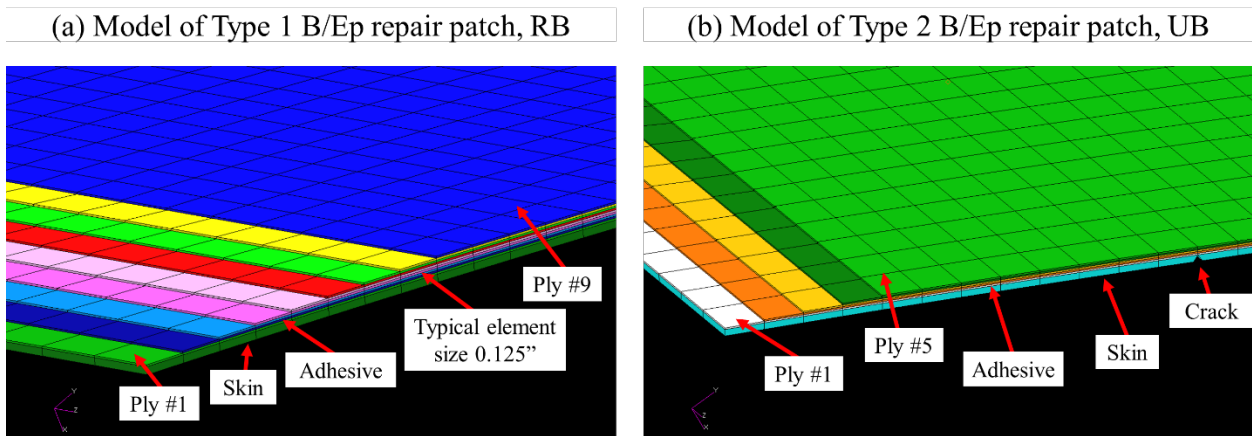 (a) Model of Type 1 B/Ep repair patch, RB
(b) Model of Type 2 B/Ep repair patch, UB
Ply #9
Typical element
size 0.125”
Adhesive
Skin
Ply #1
Y
Z
X
Crack
Skin
Adhesive
Ply #5
Ply #1
Y
Z
X